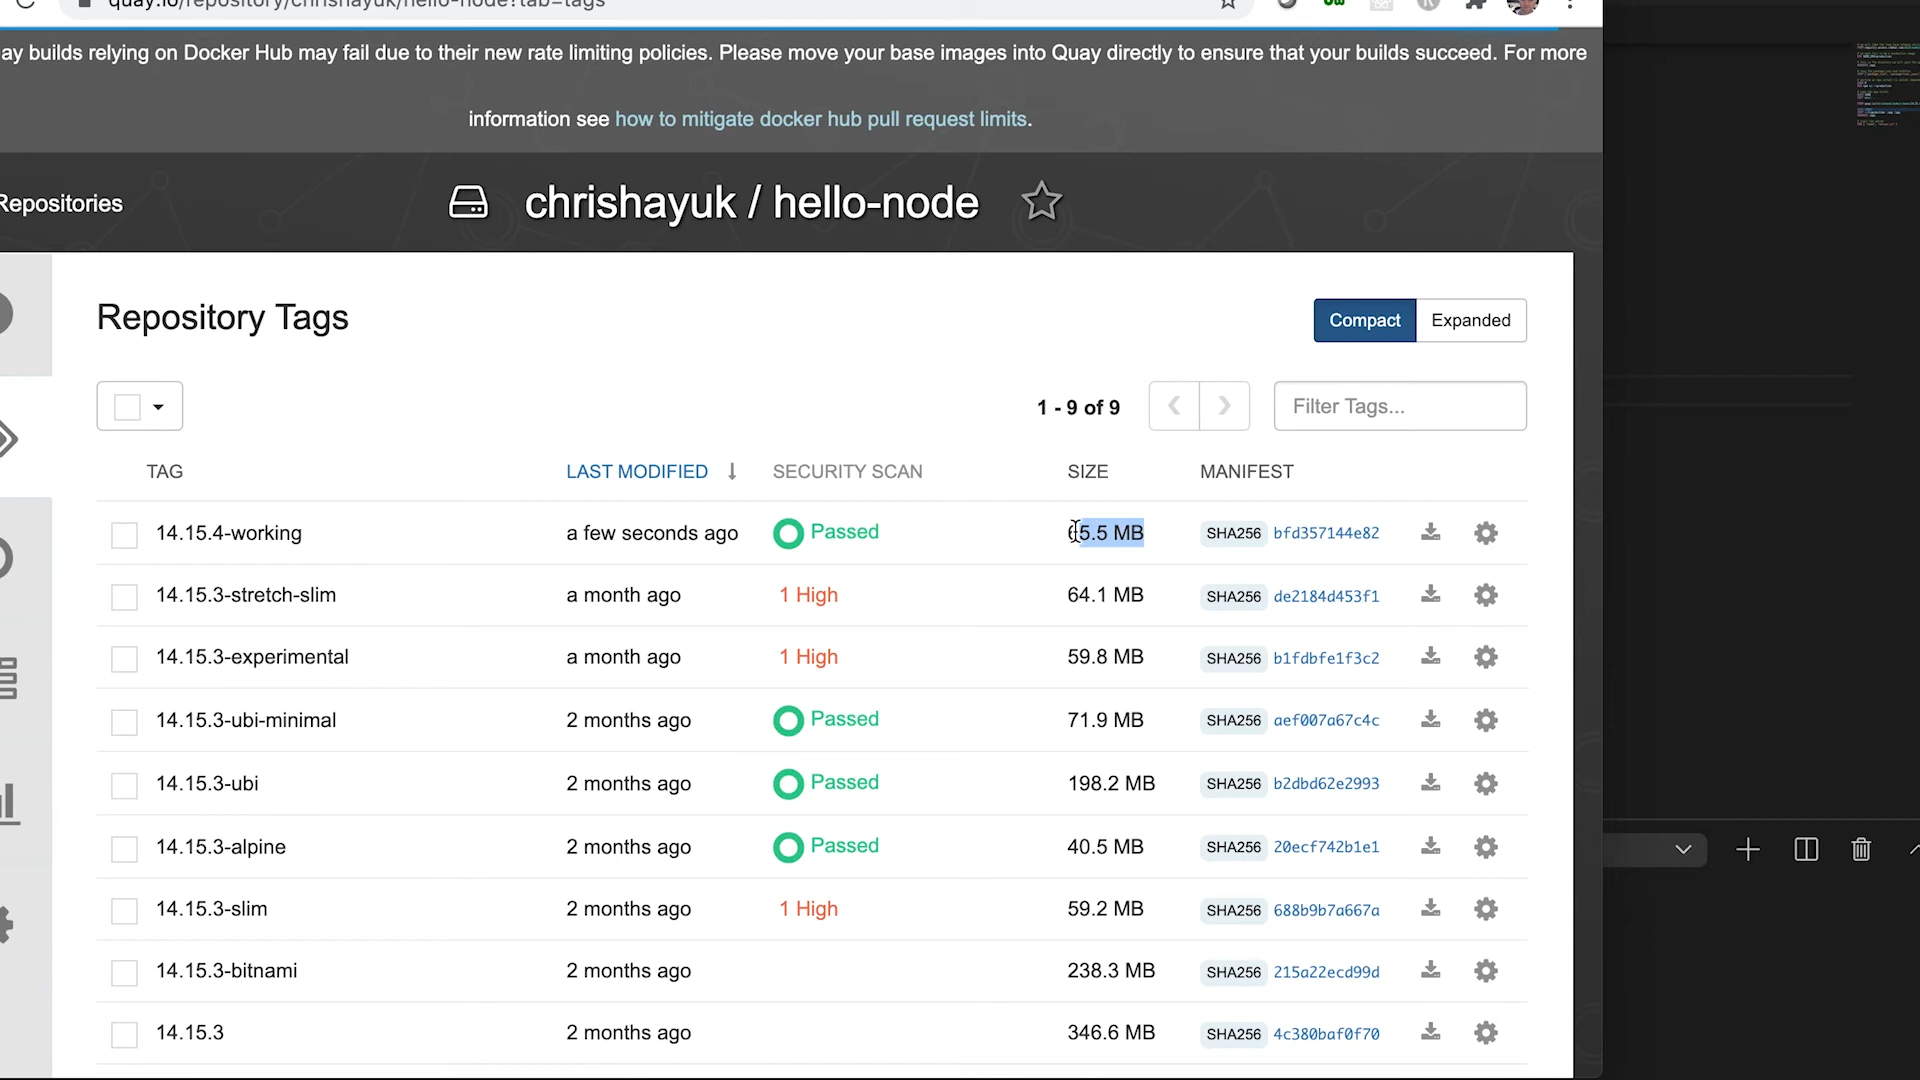 quay.io/repository/chrishayuk/hello-node?tab=tags
ay builds relying on Docker Hub may fail due to their new rate limiting policies. Please move your base images into Quay directly to ensure that your builds succeed. For more
information see how to mitigate docker hub pull request limits.
Repositories
chrishayuk / hello-node
Repository Tags
Compact Expanded
1 - 9 of 9 Filter Tags...
TAG LAST MODIFIED SECURITY SCAN SIZE MANIFEST
14.15.4-working a few seconds ago Passed 5.5 MB SHA256 bfd357144e82
14.15.3-stretch-slim a month ago 1 High 64.1 MB SHA256 de2184d453f1
14.15.3-experimental a month ago 1 High 59.8 MB SHA256 b1fdbfe1f3c2
14.15.3-ubi-minimal 2 months ago Passed 71.9 MB SHA256 aef007a67c4c
14.15.3-ubi 2 months ago Passed 198.2 MB SHA256 b2dbd62e2993
14.15.3-alpine 2 months ago Passed 40.5 MB SHA256 20ecf742b1e1
14.15.3-slim 2 months ago 1 High 59.2 MB SHA256 688b9b7a667a
14.15.3-bitnami 2 months ago 238.3 MB SHA256 215a22ecd99d
14.15.3 2 months ago 346.6 MB SHA256 4c380baf0f70